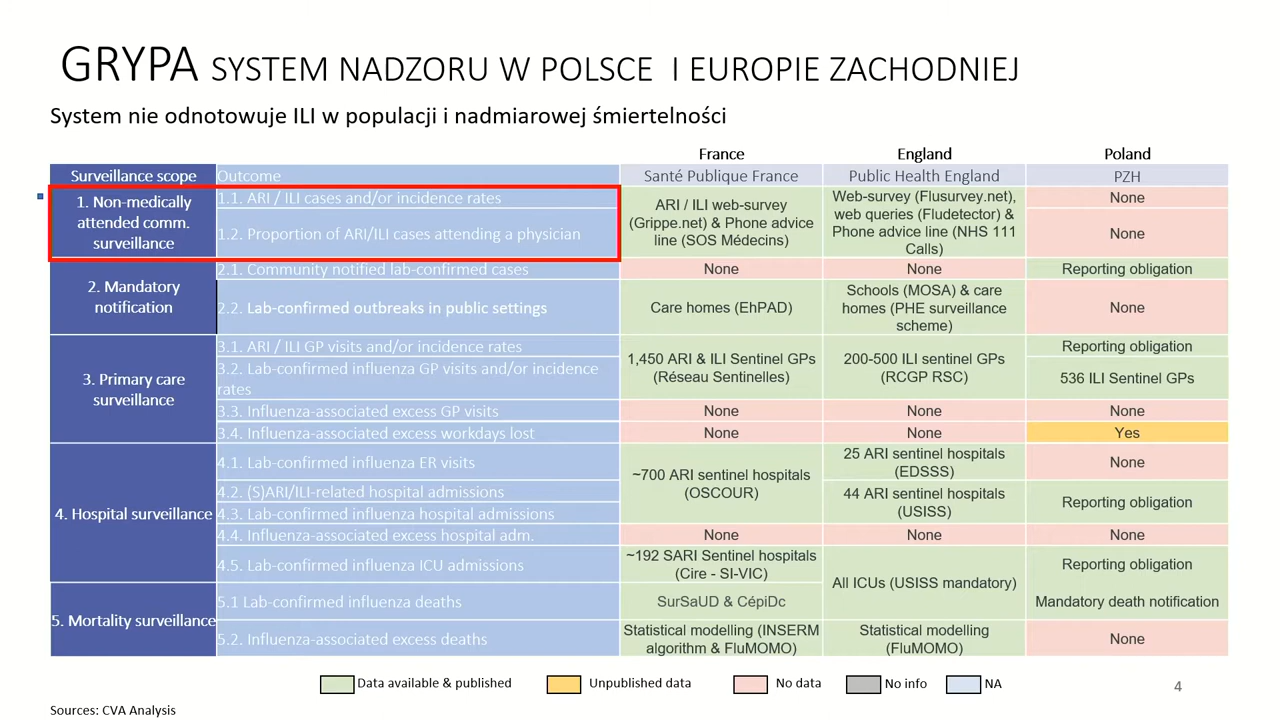 GRYPA SYSTEM NADZORU W POLSCE I EUROPIE ZACHODNIEJ
System nie odnotowuje ILI w populacji i nadmiarowej śmiertelności
France England Poland
Surveillance scope Outcome Santé Publique France Public Health England PZH
1. Non-medically
attended comm.
surveillance
1.1. ARI / ILI cases and/or incidence rates
1.2. Proportion of ARI/ILI cases attending a physician
ARI / ILI web-survey
(Grippe.net) & Phone advice
line (SOS Médecins)
Web-survey (Flusurvey.net),
web queries (Fludetector) &
Phone advice line (NHS 111
Calls)
None
None
2. Mandatory
notification
2.1. Community notified lab-confirmed cases
None None Reporting obligation
2.2. Lab-confirmed outbreaks in public settings
Care homes (EhPAD)
Schools (MOSA) & care
homes (PHE surveillance
scheme)
None
3. Primary care
surveillance
3.1. ARI / ILI GP visits and/or incidence rates
3.2. Lab-confirmed influenza GP visits and/or incidence
rates
1,450 ARI & ILI Sentinel GPs
(Réseau Sentinelles)
200-500 ILI sentinel GPs
(RCGP RSC)
Reporting obligation
536 ILI Sentinel GPs
3.3. Influenza-associated excess GP visits
None None None
3.4. Influenza-associated excess workdays lost
None None Yes
4. Hospital surveillance
4.1. Lab-confirmed influenza ER visits
4.2. (S)ARI/ILI-related hospital admissions
4.3. Lab-confirmed influenza hospital admissions
~700 ARI sentinel hospitals
(OSCOUR)
25 ARI sentinel hospitals
(EDSSS)
44 ARI sentinel hospitals
(USISS)
None
Reporting obligation
4.4. Influenza-associated excess hospital adm.
None None None
4.5. Lab-confirmed influenza ICU admissions
~192 SARI Sentinel hospitals
(Cire - SI-VIC)
All ICUs (USISS mandatory)
Reporting obligation
5. Mortality surveillance
5.1 Lab-confirmed influenza deaths
SurSaUD & CépiDc
Mandatory death notification
5.2. Influenza-associated excess deaths
Statistical modelling (INSERM
algorithm & FluMOMO)
Statistical modelling
(FluMOMO)
None
Data available & published Unpublished data No data No info NA
4
Sources: CVA Analysis